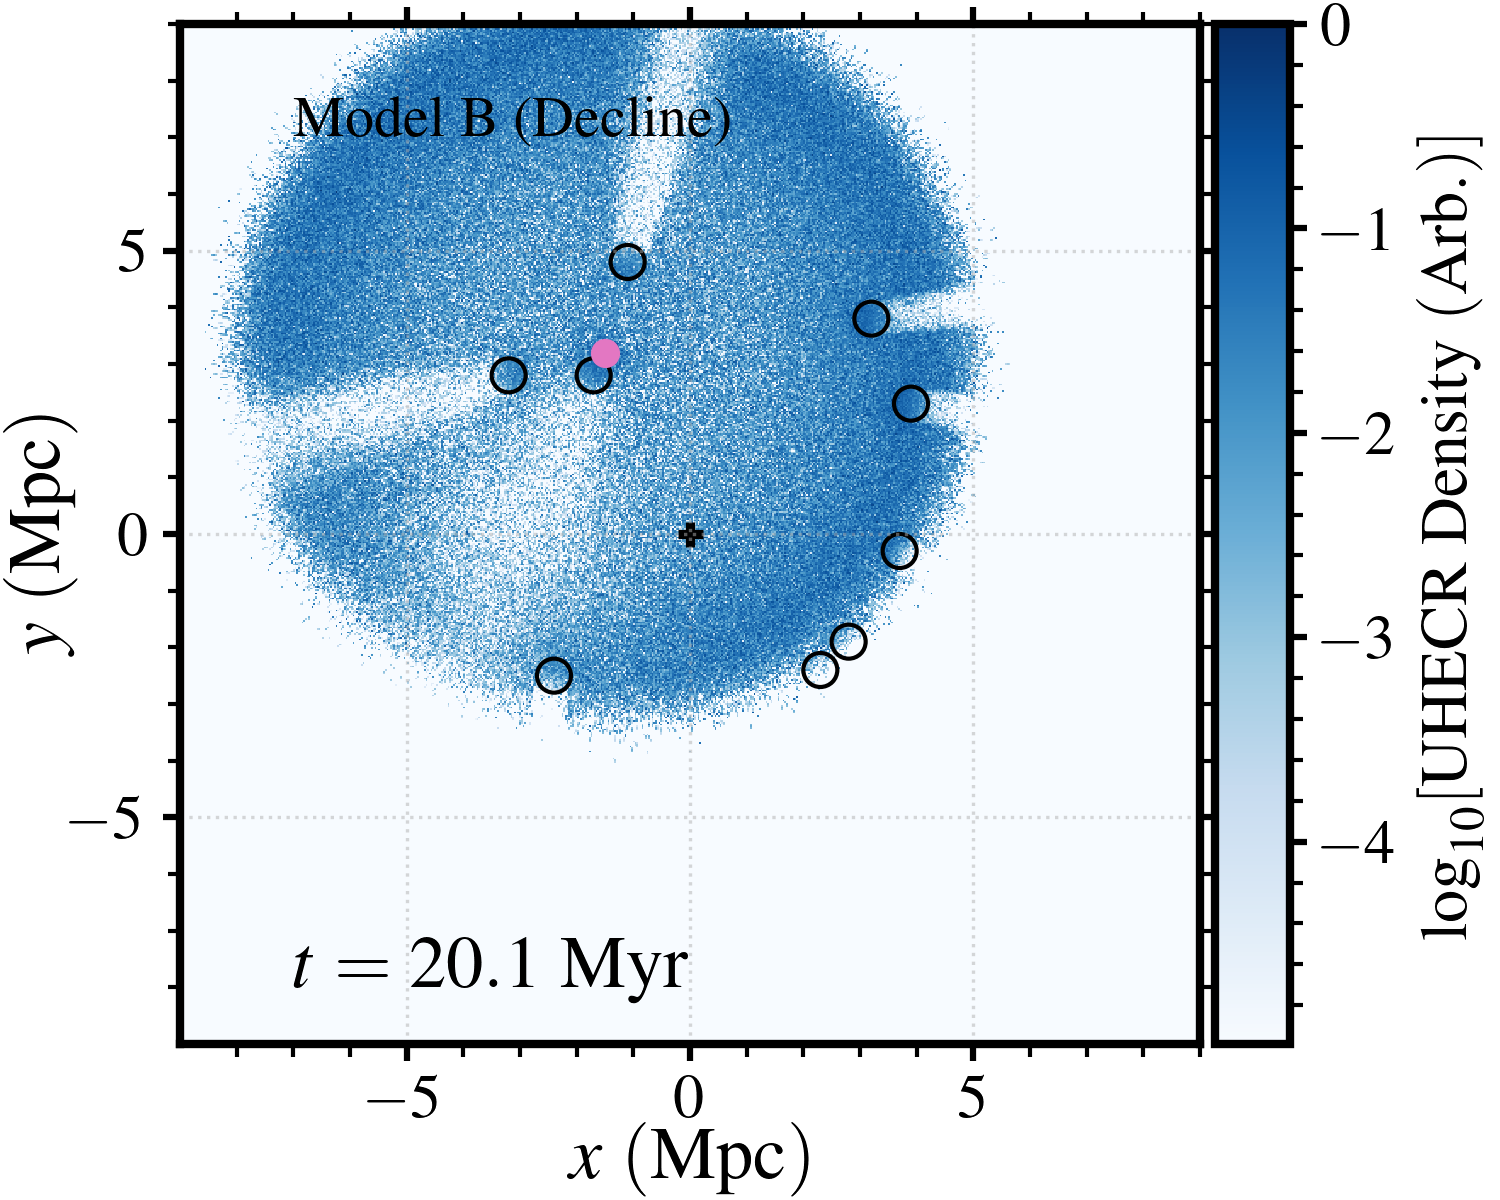 Model B (Decline)
t = 20.1 Myr
5
0
−5
y (Mpc)
−5
0
5
x (Mpc)
0
−1
−2
−3
−4
log10[UHECR Density (Arb.)]